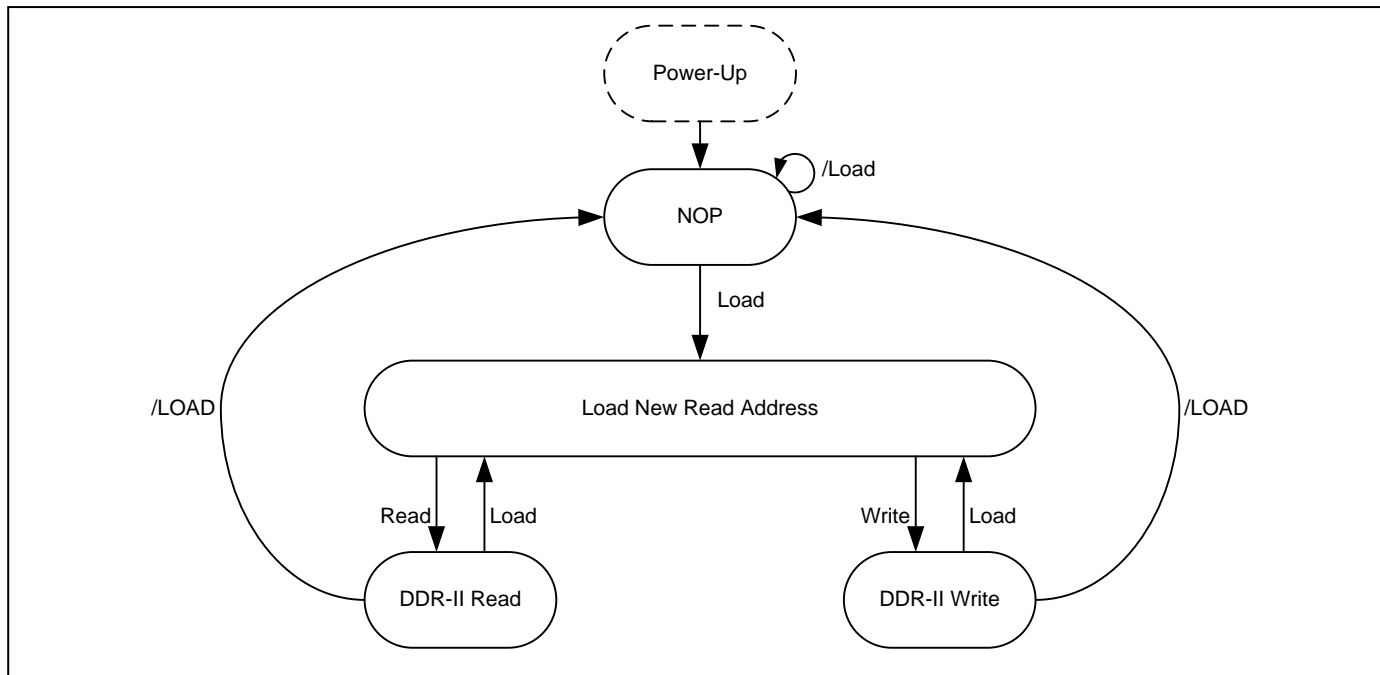 Power-Up
/Load
NOP
Load
/LOAD
Load New Read Address
/LOAD
Read
Load
Write
Load
DDR-II Read
DDR-II Write